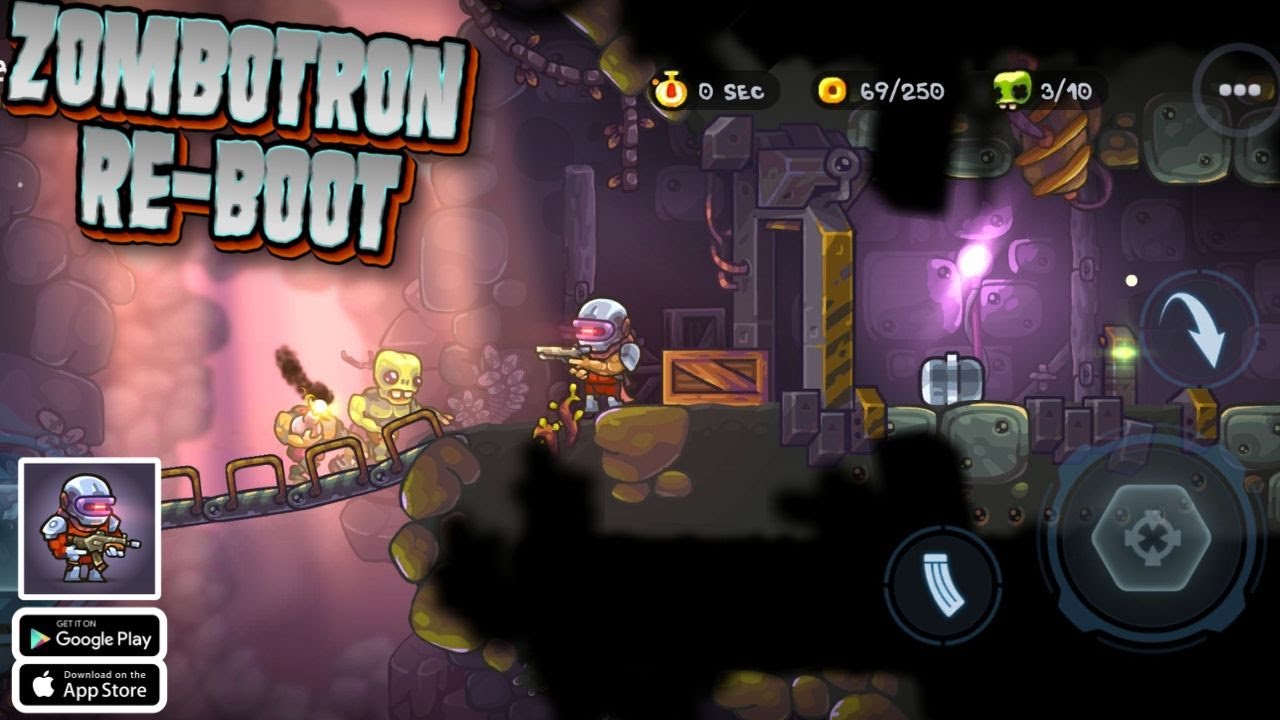 ZOMBOTRON
RE-BOOT
0 SEC
69/250
3/10
GET IT ON
Google Play
Download on the
App Store